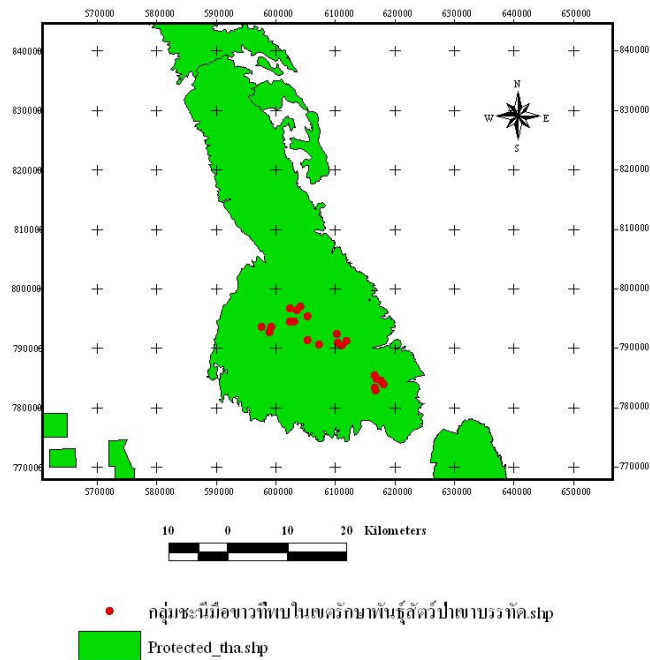 570000 580000 590000 600000 610000 620000 630000 640000 650000
840000 840000
830000 830000
N
W E
S
820000 820000
810000 810000
800000 800000
790000 790000
780000 780000
770000 770000
570000 580000 590000 600000 610000 620000 630000 640000 650000
10 0 10 20 Kilometers
กลุ่มชะนีมือขาวที่พบในเขตรักษาพันธุ์สัตว์ป่าเขาบรรทัด.shp
Protected_tha.shp